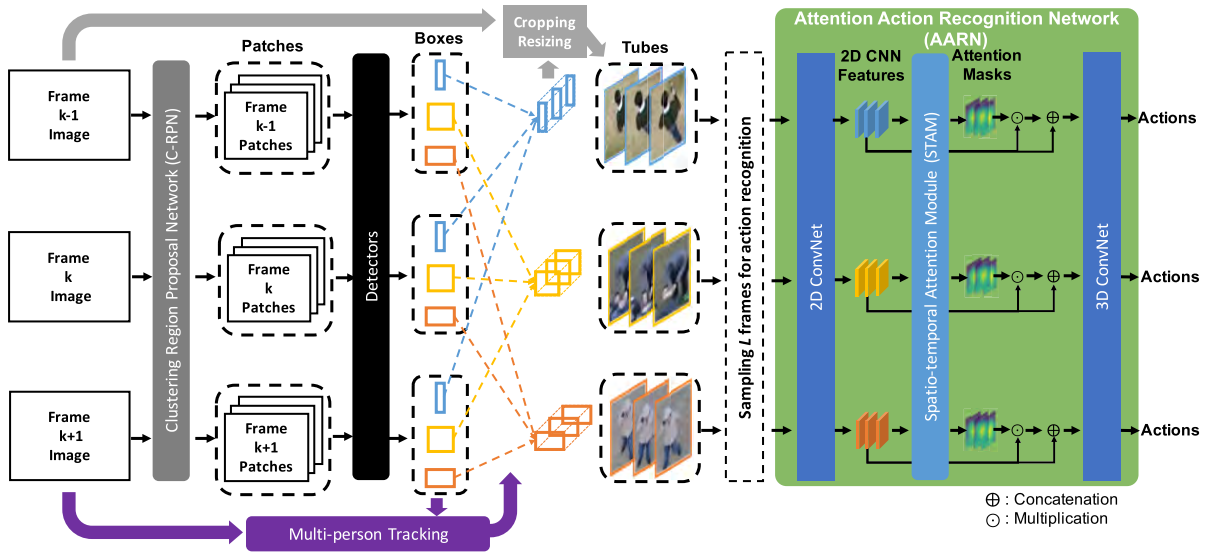 Cropping
Resizing
Attention Action Recognition Network
(AARN)
Patches
Boxes
Tubes
2D CNN
Features
Attention
Masks
Frame
k-1
Image
Frame
k-1
Patches
Actions
Frame
k
Image
Frame
k
Patches
Actions
Frame
k+1
Image
Frame
k+1
Patches
Actions
Clustering Region Proposal Network (C-RPN)
Detectors
Sampling L frames for action recognition
2D ConvNet
Spatio-temporal Attention Module (STAM)
3D ConvNet
Multi-person Tracking
⊕ : Concatenation
⊙ : Multiplication